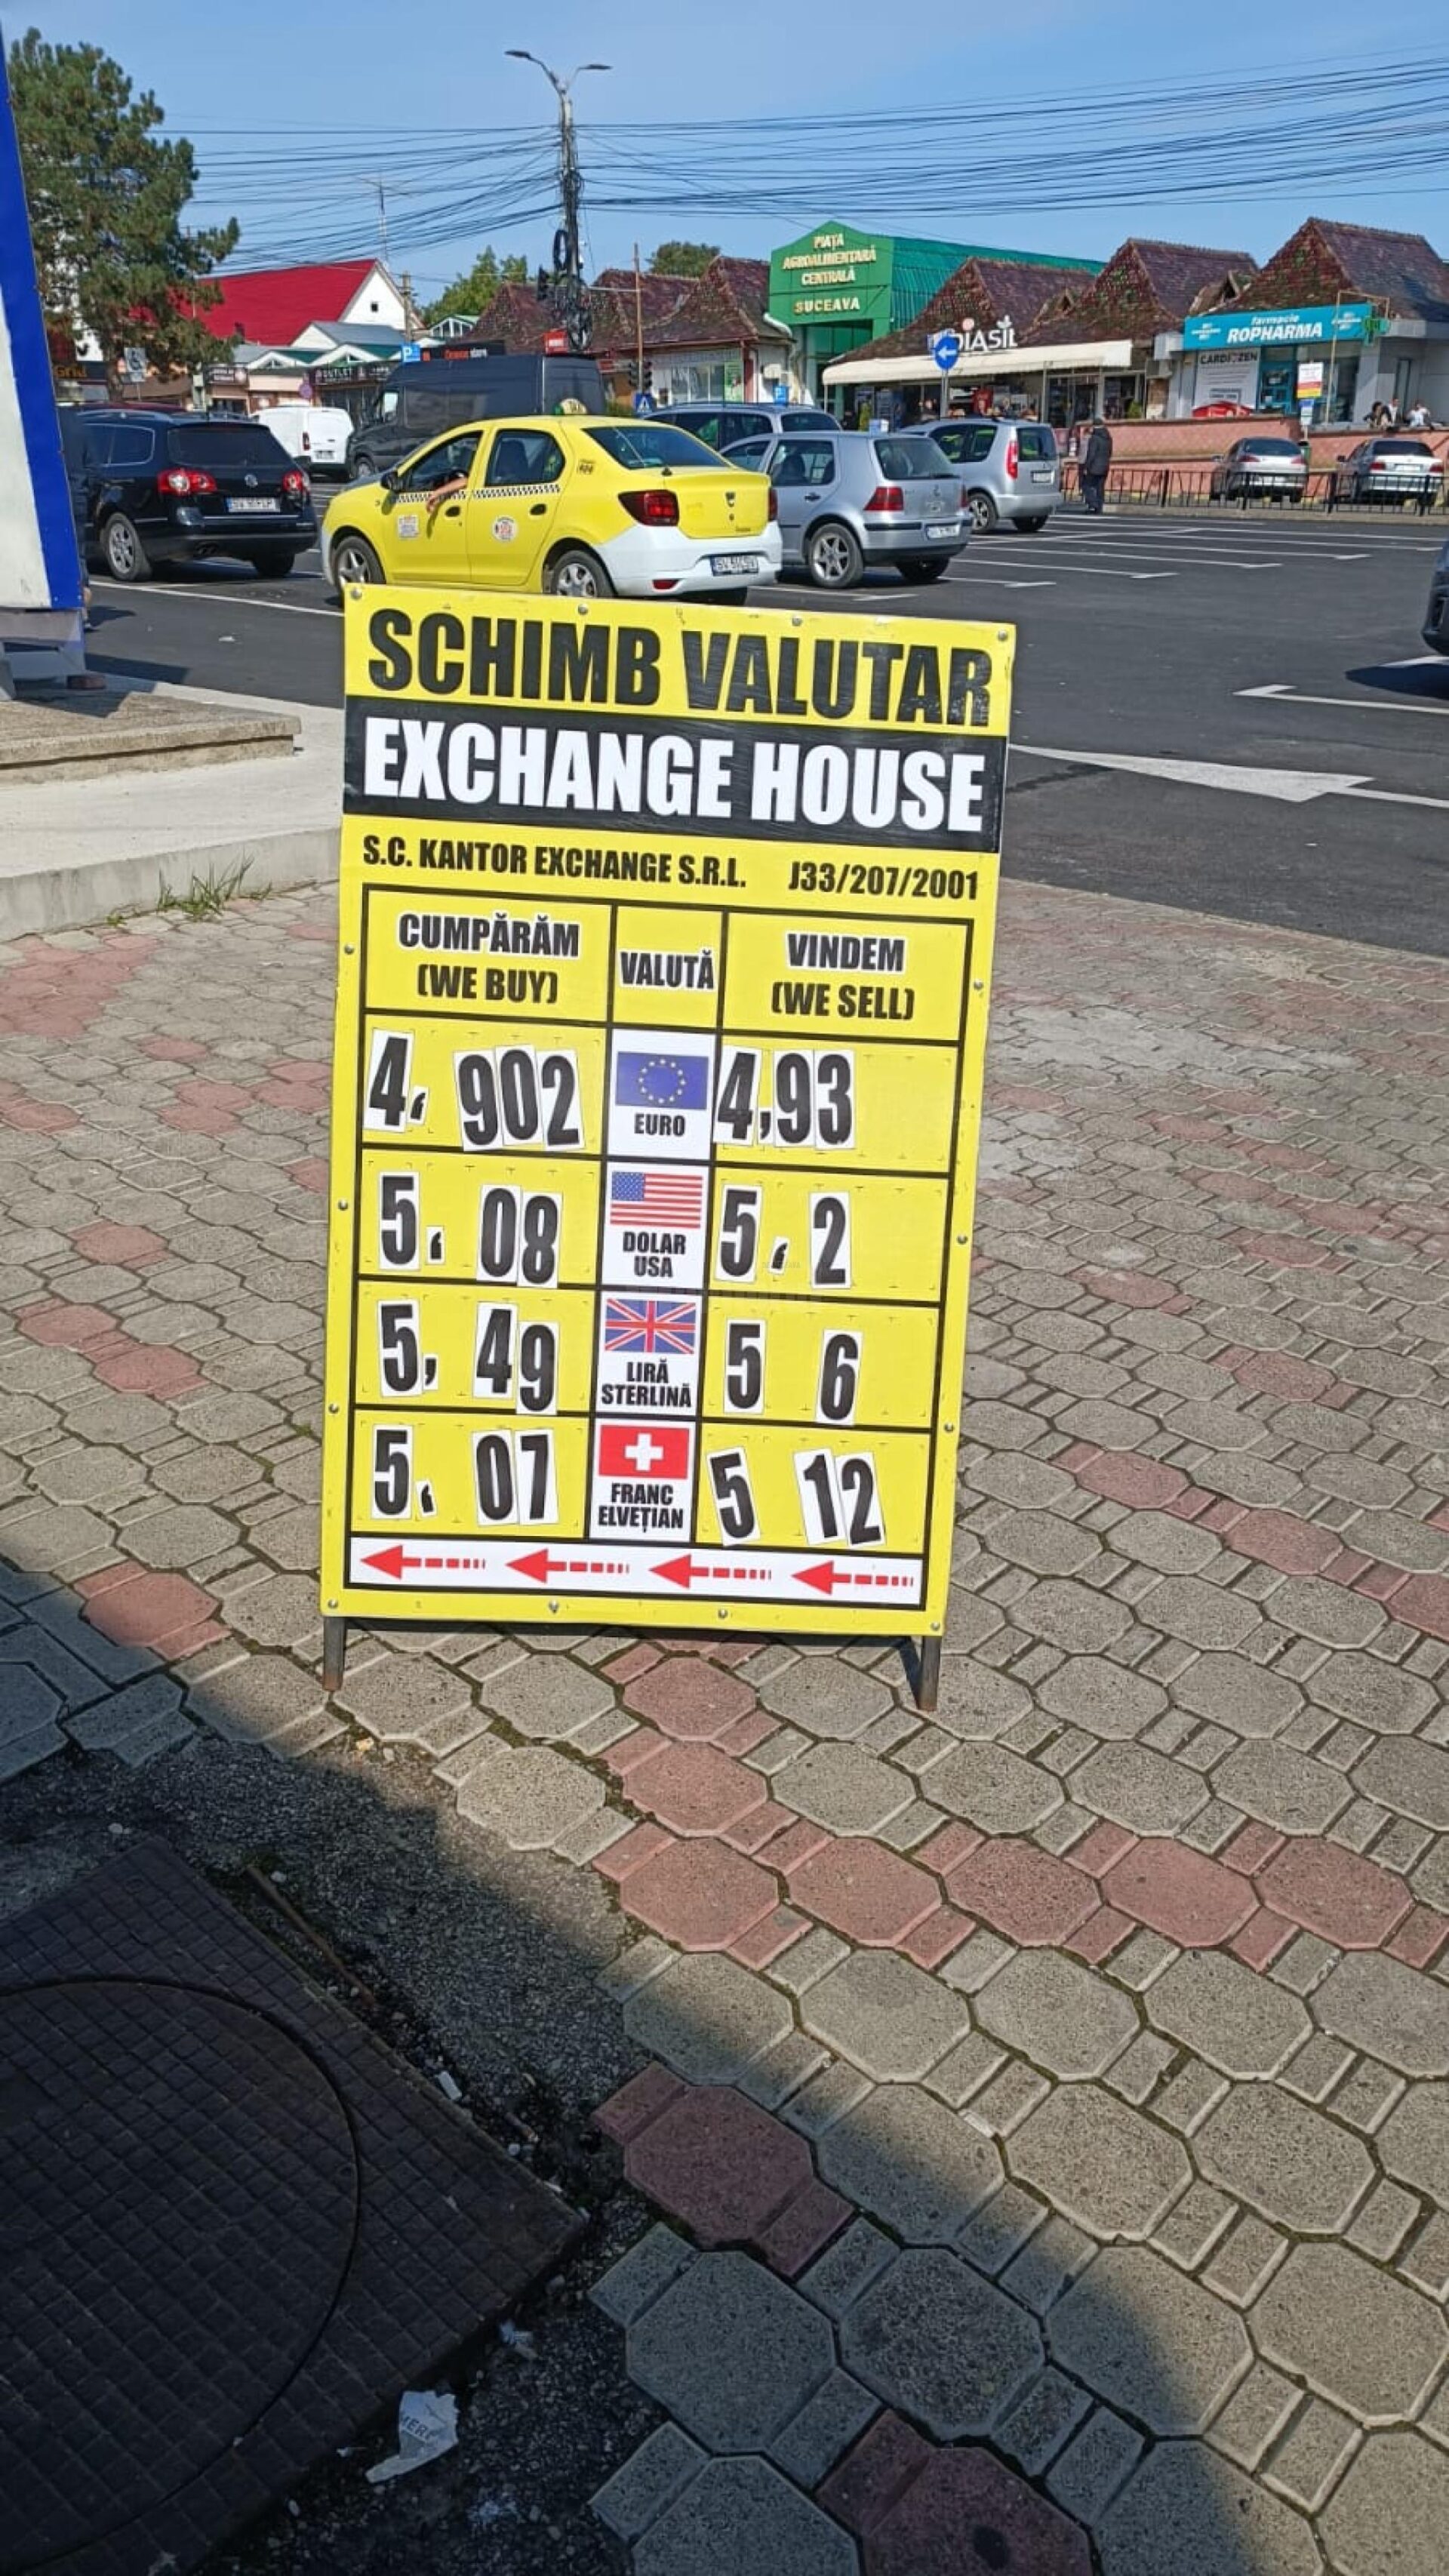 PIAȚA
AGROALIMENTARĂ
CENTRALĂ
SUCEAVA
farmacie
ROPHARMA
CARDIOZEN
OUTLET
SCHIMB VALUTAR
EXCHANGE HOUSE
S.C. KANTOR EXCHANGE S.R.L. J33/207/2001
CUMPĂRĂM
(WE BUY)
VALUTĂ
VINDEM
(WE SELL)
4, 902 EURO 4,93
5, 08 DOLAR USA 5, 2
5, 49 LIRĂ STERLINĂ 5 6
5, 07 FRANC ELVEȚIAN 5 12